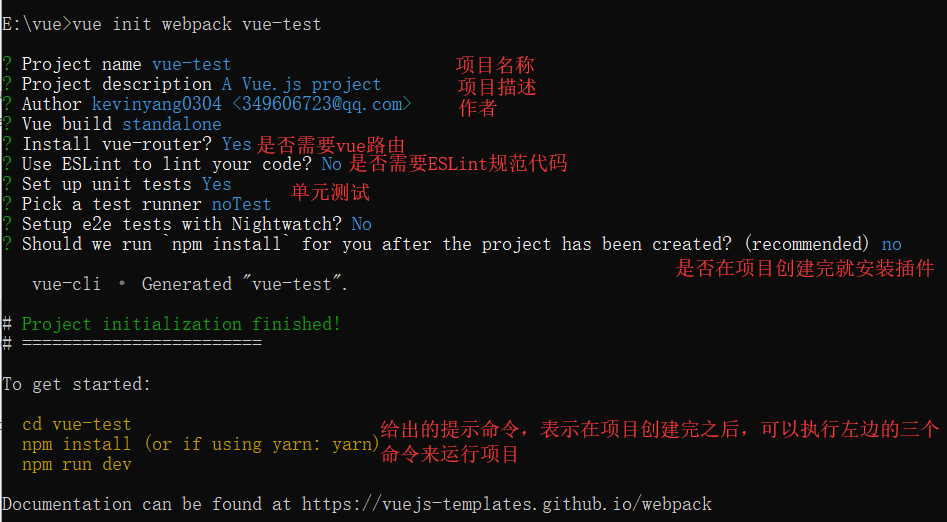 E:\vue>vue init webpack vue-test
? Project name vue-test 项目名称
? Project description A Vue.js project 项目描述
? Author kevinyang0304 <349606723@qq.com> 作者
? Vue build standalone
? Install vue-router? Yes 是否需要vue路由
? Use ESLint to lint your code? No 是否需要ESLint规范代码
? Set up unit tests Yes 单元测试
? Pick a test runner noTest
? Setup e2e tests with Nightwatch? No
? Should we run `npm install` for you after the project has been created? (recommended) no
是否在项目创建完就安装插件
vue-cli · Generated "vue-test".
# Project initialization finished!
# ========================
To get started:
cd vue-test
npm install (or if using yarn: yarn) 给出的提示命令，表示在项目创建完之后，可以执行左边的三个
npm run dev 命令来运行项目
Documentation can be found at https://vuejs-templates.github.io/webpack